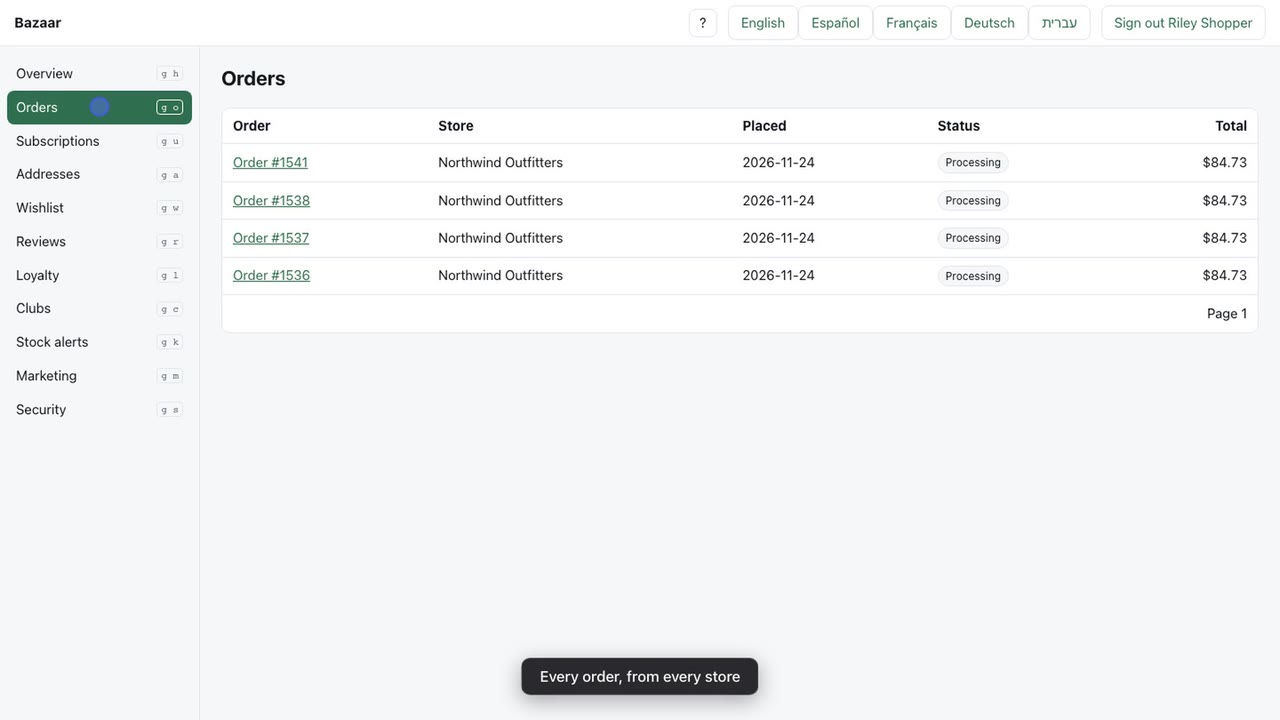 Bazaar
? English Español Français Deutsch עברית Sign out Riley Shopper
Overview g h
Orders g o
Subscriptions g u
Addresses g a
Wishlist g w
Reviews g r
Loyalty g l
Clubs g c
Stock alerts g k
Marketing g m
Security g s
Orders
Order Store Placed Status Total
Order #1541 Northwind Outfitters 2026-11-24 Processing $84.73
Order #1538 Northwind Outfitters 2026-11-24 Processing $84.73
Order #1537 Northwind Outfitters 2026-11-24 Processing $84.73
Order #1536 Northwind Outfitters 2026-11-24 Processing $84.73
Page 1
Every order, from every store